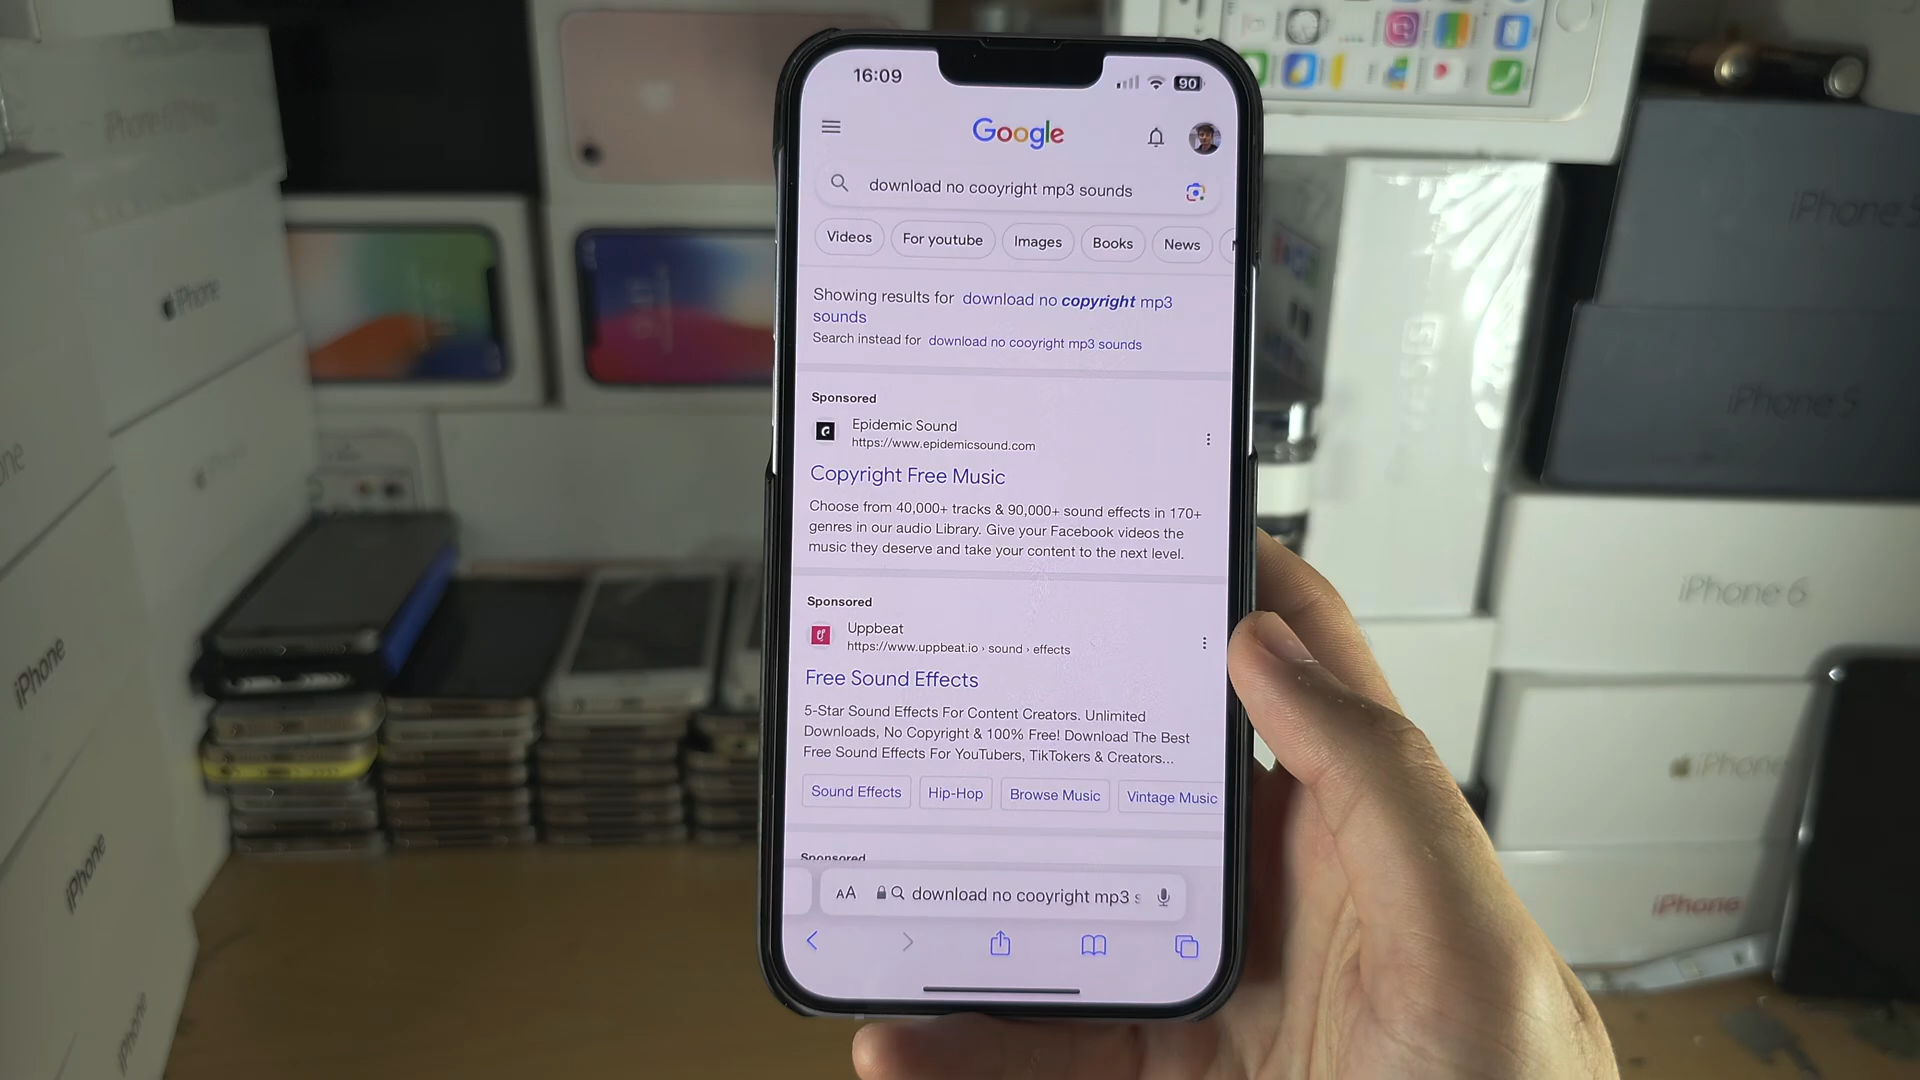 16:09
90
Google
download no cooyright mp3 sounds
Videos
For youtube
Images
Books
News
Showing results for download no copyright mp3
sounds
Search instead for download no cooyright mp3 sounds
Sponsored
Epidemic Sound
https://www.epidemicsound.com
Copyright Free Music
Choose from 40,000+ tracks & 90,000+ sound effects in 170+
genres in our audio Library. Give your Facebook videos the
music they deserve and take your content to the next level.
Sponsored
Uppbeat
https://www.uppbeat.io › sound › effects
Free Sound Effects
5-Star Sound Effects For Content Creators. Unlimited
Downloads, No Copyright & 100% Free! Download The Best
Free Sound Effects For YouTubers, TikTokers & Creators...
Sound Effects
Hip-Hop
Browse Music
Vintage Music
Sponsored
AA
download no cooyright mp3 s
iPhone
iPhone
iPhone
iPhone
iPhone 5
iPhone 6
iPhone
iPhone